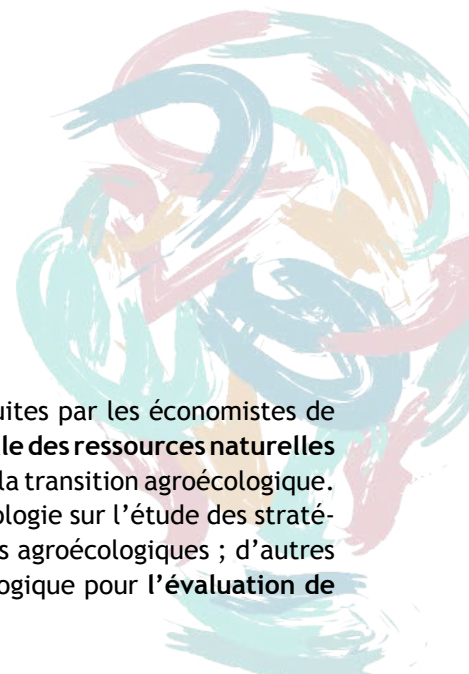 uites par les économistes de
le des ressources naturelles
la transition agroécologique.
ologie sur l’étude des straté-
s agroécologiques ; d’autres
ogique pour l’évaluation de